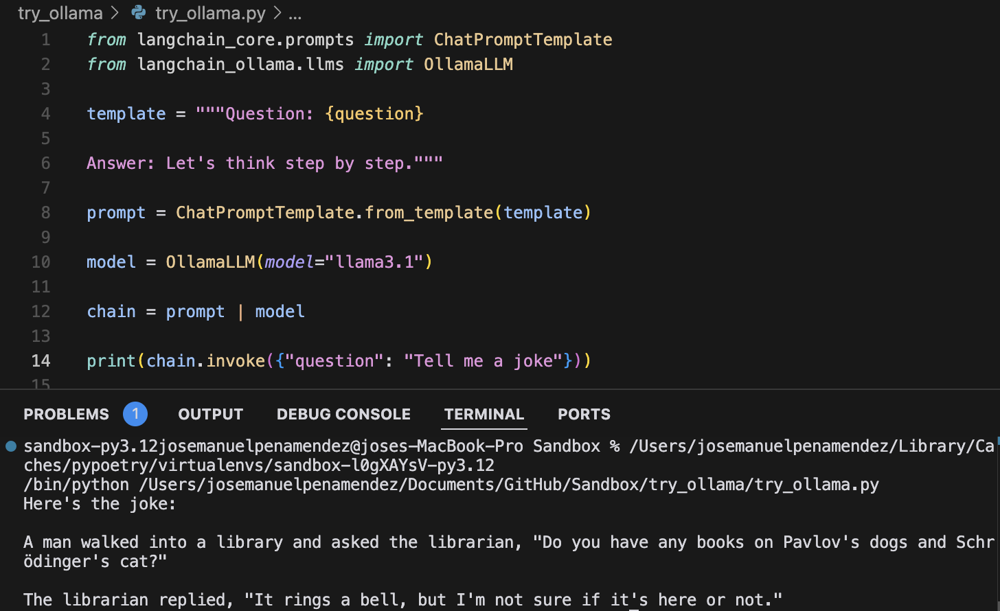 try_ollama > try_ollama.py > ...
1 from langchain_core.prompts import ChatPromptTemplate
2 from langchain_ollama.llms import OllamaLLM
3
4 template = """Question: {question}
5
6 Answer: Let's think step by step."""
7
8 prompt = ChatPromptTemplate.from_template(template)
9
10 model = OllamaLLM(model="llama3.1")
11
12 chain = prompt | model
13
14 print(chain.invoke({"question": "Tell me a joke"}))
15
PROBLEMS 1 OUTPUT DEBUG CONSOLE TERMINAL PORTS
sandbox-py3.12josemanuelpenamendez@joses-MacBook-Pro Sandbox % /Users/josemanuelpenamendez/Library/Ca
ches/pypoetry/virtualenvs/sandbox-l0gXAYsV-py3.12
/bin/python /Users/josemanuelpenamendez/Documents/GitHub/Sandbox/try_ollama/try_ollama.py
Here's the joke:
A man walked into a library and asked the librarian, "Do you have any books on Pavlov's dogs and Schr
ödinger's cat?"
The librarian replied, "It rings a bell, but I'm not sure if it's here or not."